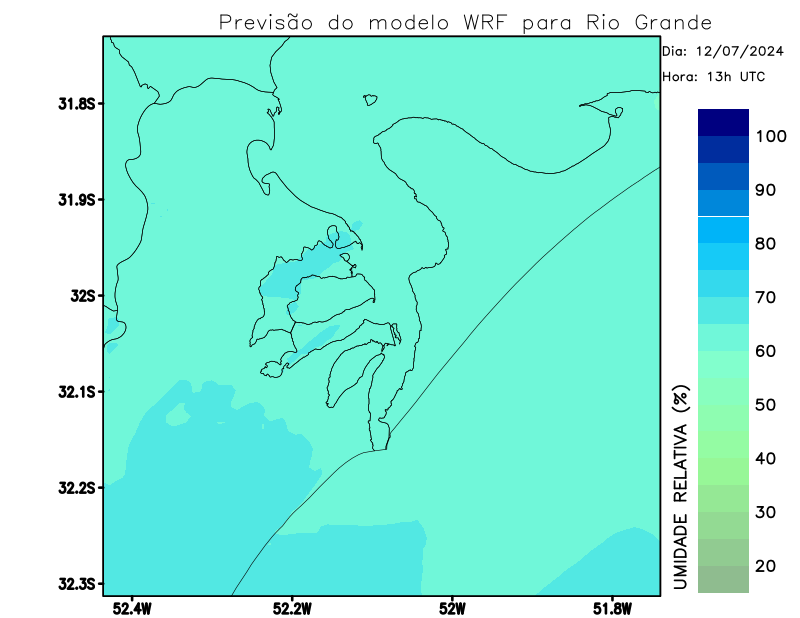 Previsão do modelo WRF para Rio Grande
Dia: 12/07/2024
Hora: 13h UTC
31.8S
31.9S
32S
32.1S
32.2S
32.3S
52.4W
52.2W
52W
51.8W
100
90
80
70
60
50
40
30
20
UMIDADE RELATIVA (%)